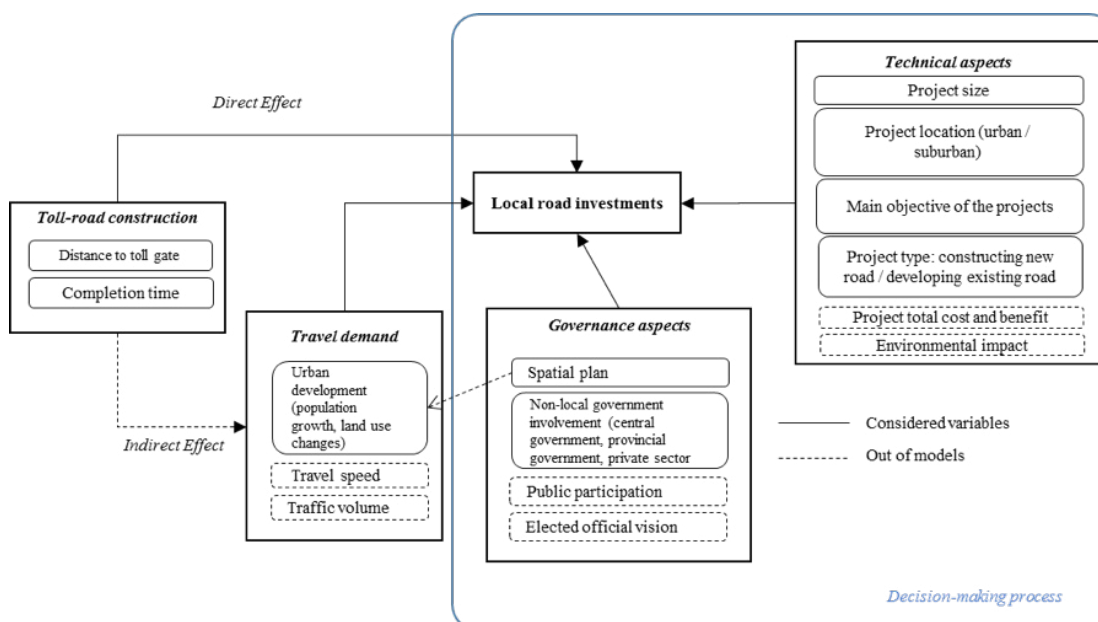 Direct Effect
Toll-road construction
Distance to toll gate
Completion time
Indirect Effect
Travel demand
Urban
development
(population
growth, land use
changes)
Travel speed
Traffic volume
Local road investments
Governance aspects
Spatial plan
Non-local government
involvement (central
government, provincial
government, private sector
Public participation
Elected official vision
Technical aspects
Project size
Project location (urban /
suburban)
Main objective of the projects
Project type: constructing new
road / developing existing road
Project total cost and benefit
Environmental impact
Considered variables
Out of models
Decision-making process